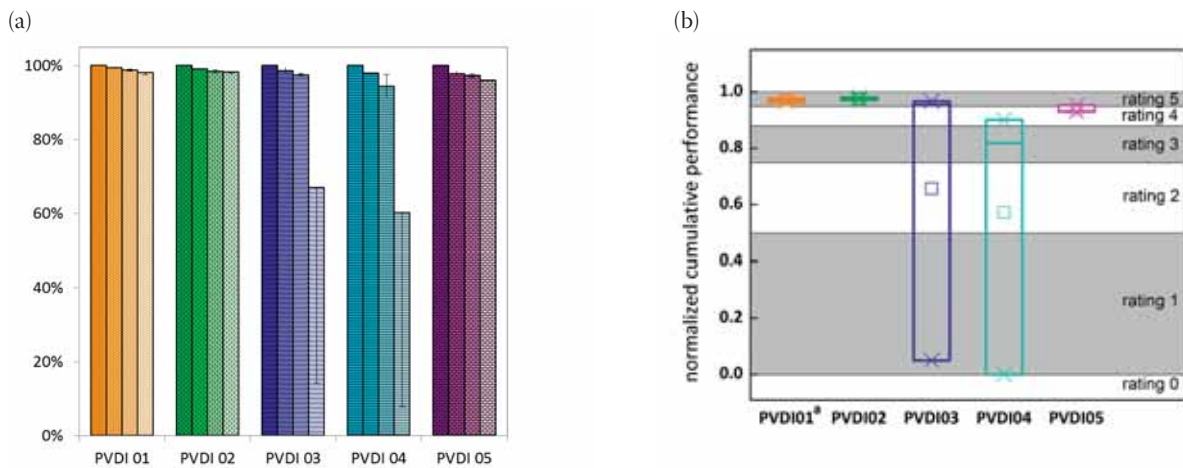 (a)
100%
80%
60%
40%
20%
0%
PVDI 01 PVDI 02 PVDI 03 PVDI 04 PVDI 05
(b)
normalized cumulative performance
1.0
0.8
0.6
0.4
0.2
0.0
rating 5
rating 4
rating 3
rating 2
rating 1
rating 0
PVDI01ª PVDI02 PVDI03 PVDI04 PVDI05